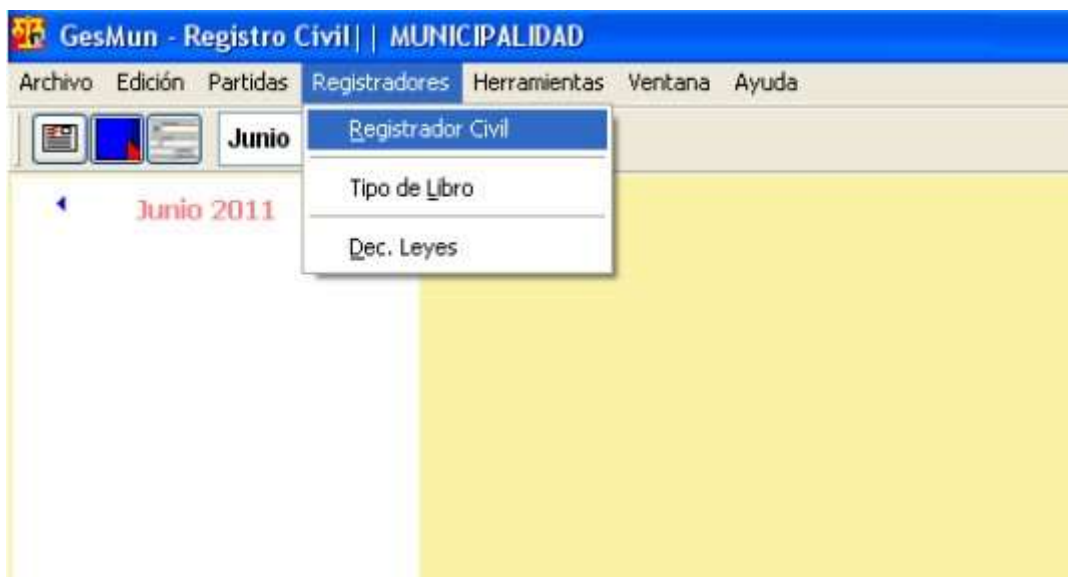 GesMun - Registro Civil| | MUNICIPALIDAD
Archivo Edición Partidas Registradores Herramientas Ventana Ayuda
Junio
Registrador Civil
Tipo de Libro
Junio 2011
Dec. Leyes